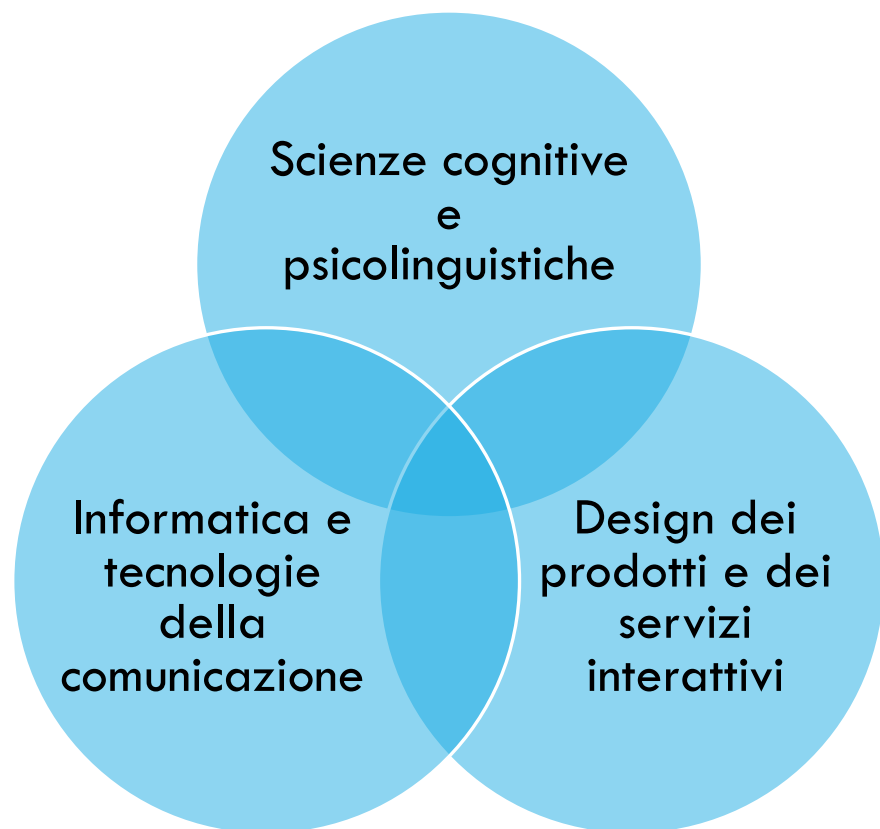 Scienze cognitive
e
psicolinguistiche
Informatica e
tecnologie
della
comunicazione
Design dei
prodotti e dei
servizi
interattivi